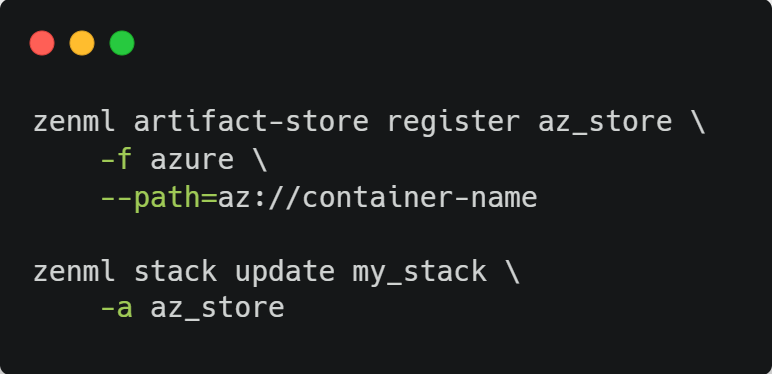 zenml artifact-store register az_store \
    -f azure \
    --path=az://container-name

zenml stack update my_stack \
    -a az_store